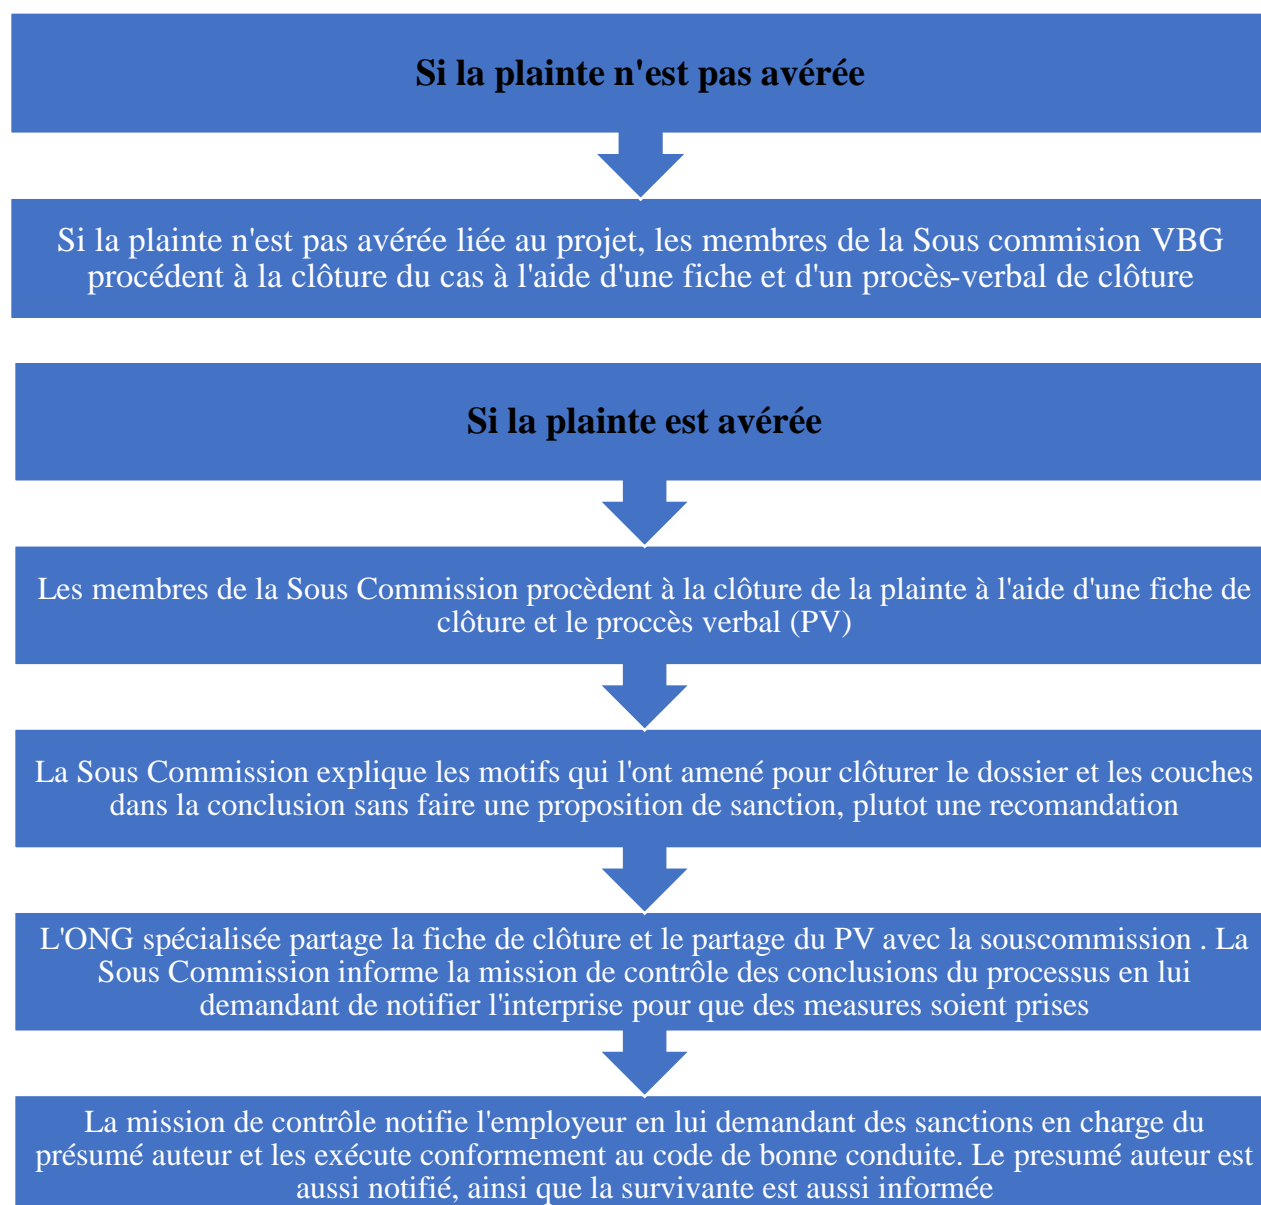 Si la plainte n'est pas avérée
Si la plainte n'est pas avérée liée au projet, les membres de la Sous commision VBG
procédent à la clôture du cas à l'aide d'une fiche et d'un procès-verbal de clôture
Si la plainte est avérée
Les membres de la Sous Commission procèdent à la clôture de la plainte à l'aide d'une fiche de
clôture et le proccès verbal (PV)
La Sous Commission explique les motifs qui l'ont amené pour clôturer le dossier et les couches
dans la conclusion sans faire une proposition de sanction, plutot une recomandation
L'ONG spécialisée partage la fiche de clôture et le partage du PV avec la souscommission . La
Sous Commission informe la mission de contrôle des conclusions du processus en lui
demandant de notifier l'interprise pour que des measures soient prises
La mission de contrôle notifie l'employeur en lui demandant des sanctions en charge du
présumé auteur et les exécute conformement au code de bonne conduite. Le presumé auteur est
aussi notifié, ainsi que la survivante est aussi informée